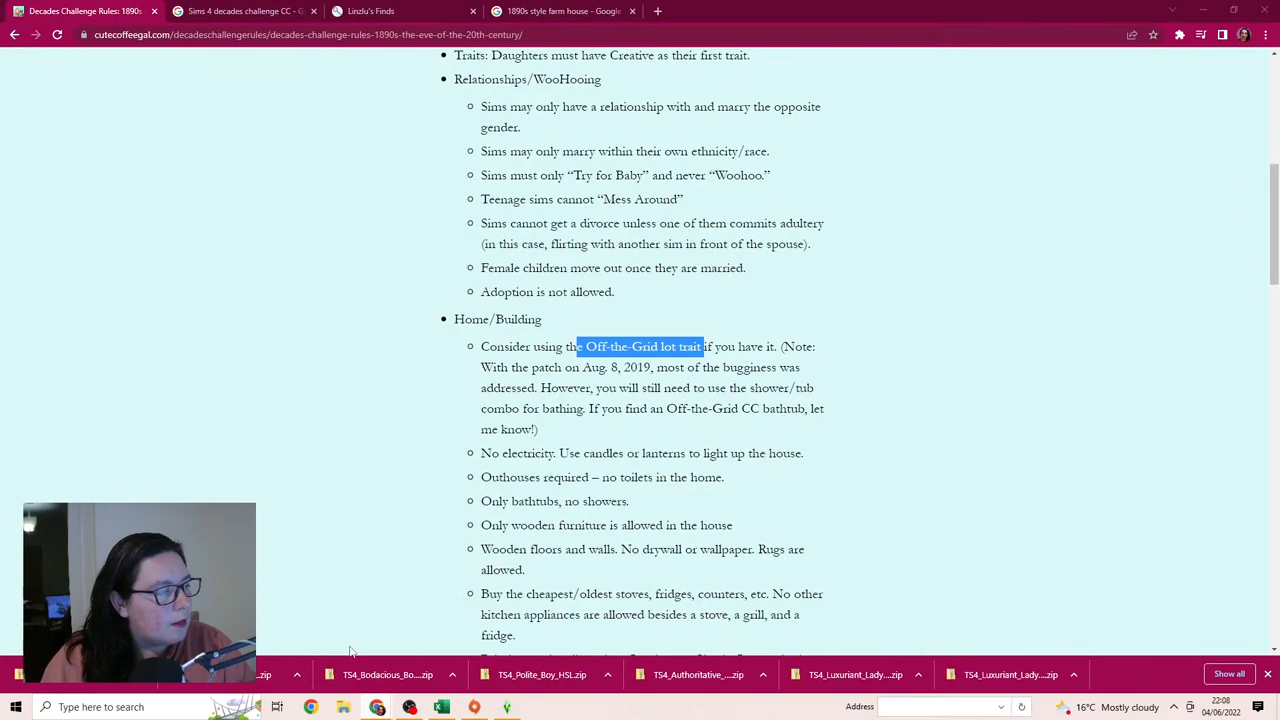 Decades Challenge Rules: 1890s
Sims 4 decades challenge CC - G
Linzlu's Finds
1890s style farm house - Google
cutecoffeegal.com/decadeschallengerules/decades-challenge-rules-1890s-the-eve-of-the-20th-century/
Traits: Daughters must have Creative as their first trait.
Relationships/WooHooing
Sims may only have a relationship with and marry the opposite
gender.
Sims may only marry within their own ethnicity/race.
Sims must only “Try for Baby” and never “Woohoo.”
Teenage sims cannot “Mess Around”
Sims cannot get a divorce unless one of them commits adultery
(in this case, flirting with another sim in front of the spouse).
Female children move out once they are married.
Adoption is not allowed.
Home/Building
Consider using the Off-the-Grid lot trait if you have it. (Note:
With the patch on Aug. 8, 2019, most of the bugginess was
addressed. However, you will still need to use the shower/tub
combo for bathing. If you find an Off-the-Grid CC bathtub, let
me know!)
No electricity. Use candles or lanterns to light up the house.
Outhouses required – no toilets in the home.
Only bathtubs, no showers.
Only wooden furniture is allowed in the house
Wooden floors and walls. No drywall or wallpaper. Rugs are
allowed.
Buy the cheapest/oldest stoves, fridges, counters, etc. No other
kitchen appliances are allowed besides a stove, a grill, and a
fridge.
.zip
TS4_Bodacious_Bo....zip
TS4_Polite_Boy_HSL.zip
TS4_Authoritative_....zip
TS4_Luxuriant_Lady....zip
TS4_Luxuriant_Lady....zip
Show all
Type here to search
Address
16°C Mostly cloudy
22:08
04/06/2022